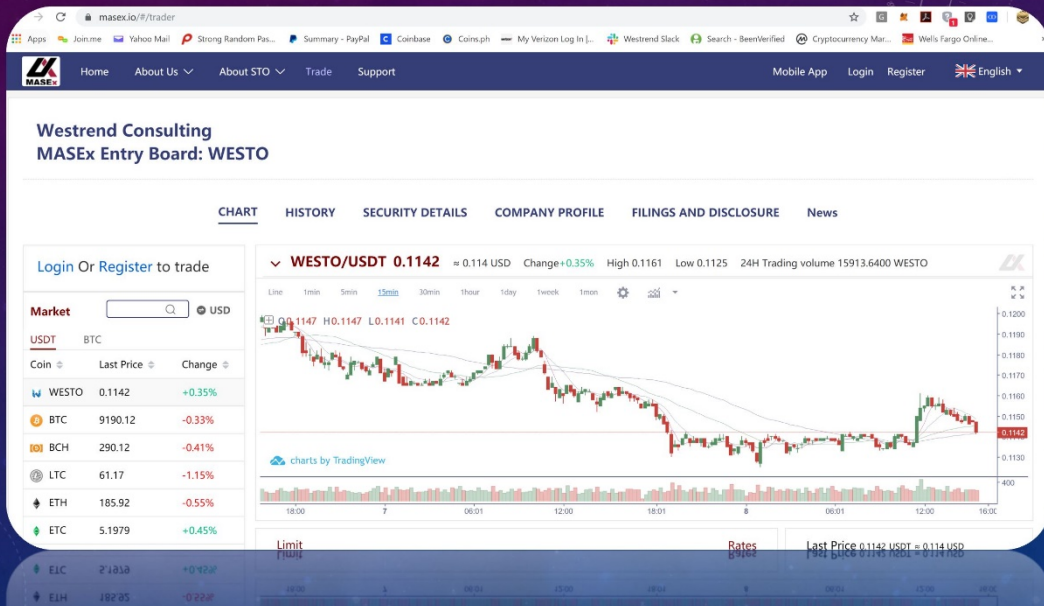 masex.io/#/trader
Apps Join.me Yahoo Mail Strong Random Pas... Summary - PayPal Coinbase Coins.ph My Verizon Log In |... Westrend Slack Search - BeenVerified Cryptocurrency Mar... Wells Fargo Online...
MASEx Home About Us About STO Trade Support Mobile App Login Register English
Westrend Consulting
MASEx Entry Board: WESTO
CHART HISTORY SECURITY DETAILS COMPANY PROFILE FILINGS AND DISCLOSURE News
Login Or Register to trade
Market USD
USDT BTC
Coin Last Price Change
WESTO 0.1142 +0.35%
BTC 9190.12 -0.33%
BCH 290.12 -0.41%
LTC 61.17 -1.15%
ETH 185.92 -0.55%
ETC 5.1979 +0.45%
WESTO/USDT 0.1142 ≈ 0.114 USD Change+0.35% High 0.1161 Low 0.1125 24H Trading volume 15913.6400 WESTO
Line 1min 5min 15min 30min 1hour 1day 1week 1mon
O0.1147 H0.1147 L0.1141 C0.1142
0.1200
0.1190
0.1180
0.1170
0.1160
0.1150
0.1142
0.1130
charts by TradingView
400
18:00 7 06:01 12:00 18:01 8 06:01 12:00 16:00
Limit Rates Last Price 0.1142 USDT ≈ 0.114 USD